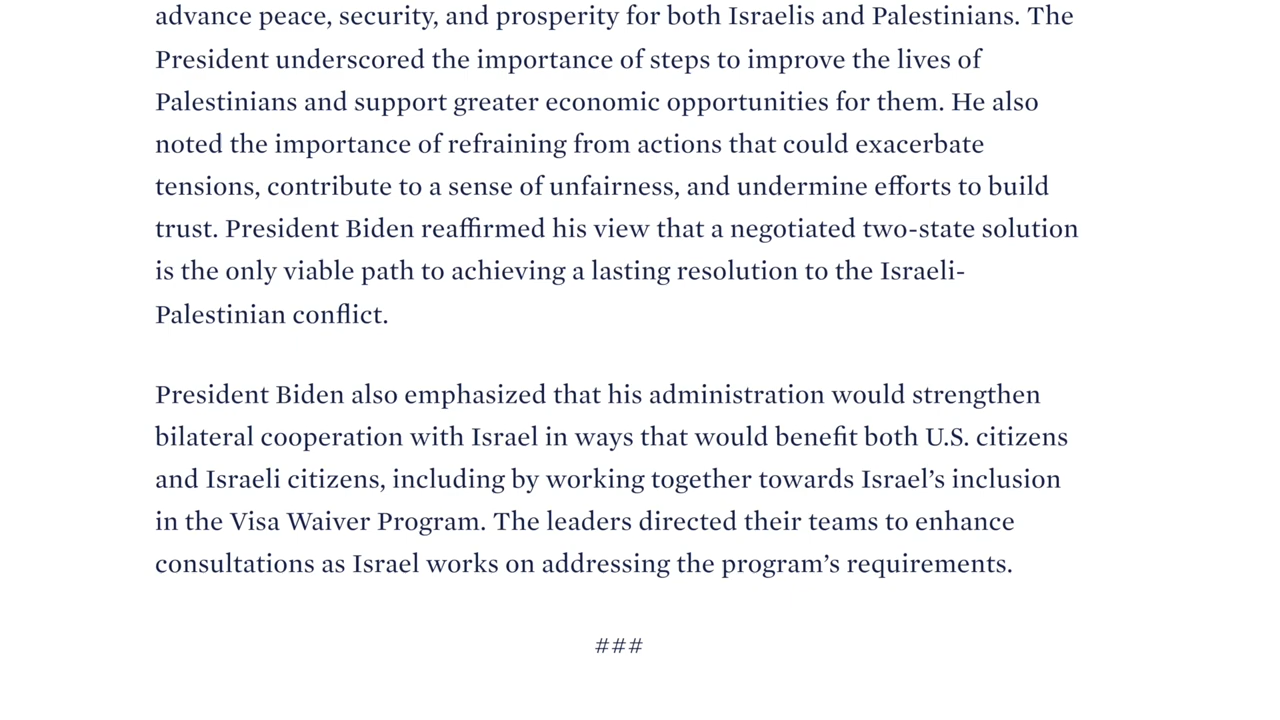 advance peace, security, and prosperity for both Israelis and Palestinians. The
President underscored the importance of steps to improve the lives of
Palestinians and support greater economic opportunities for them. He also
noted the importance of refraining from actions that could exacerbate
tensions, contribute to a sense of unfairness, and undermine efforts to build
trust. President Biden reaffirmed his view that a negotiated two-state solution
is the only viable path to achieving a lasting resolution to the Israeli-
Palestinian conflict.
President Biden also emphasized that his administration would strengthen
bilateral cooperation with Israel in ways that would benefit both U.S. citizens
and Israeli citizens, including by working together towards Israel’s inclusion
in the Visa Waiver Program. The leaders directed their teams to enhance
consultations as Israel works on addressing the program’s requirements.
###